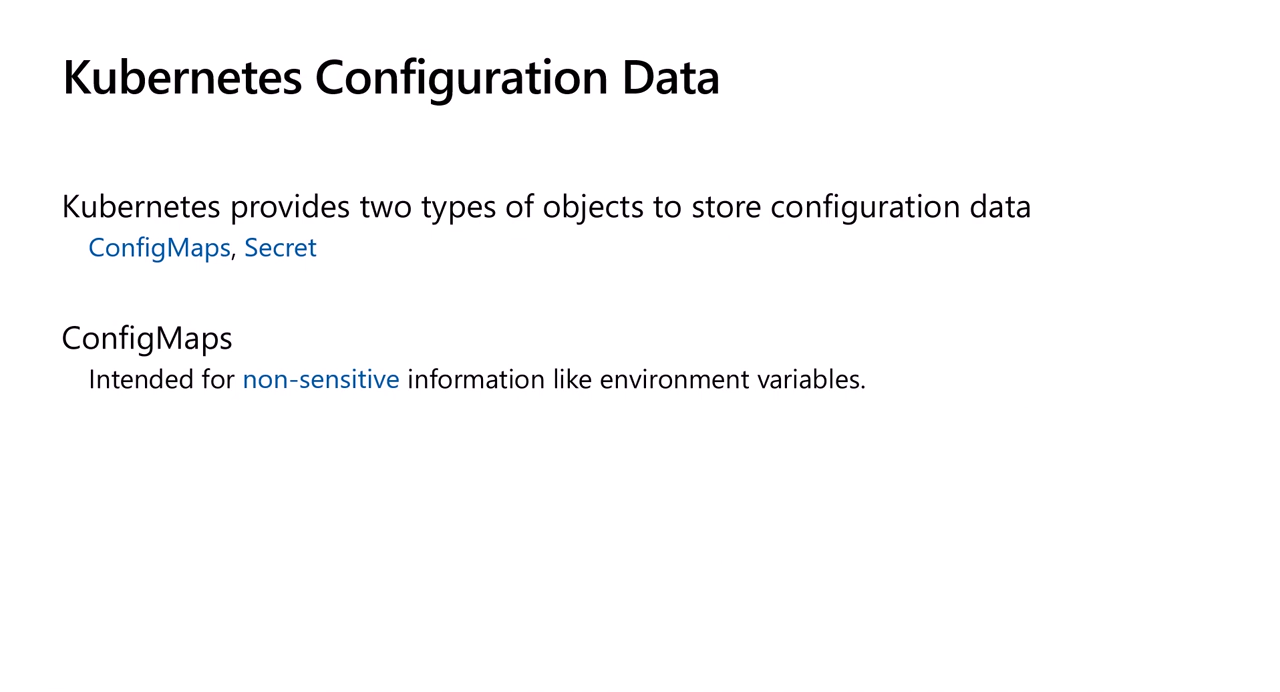 Kubernetes Configuration Data
Kubernetes provides two types of objects to store configuration data
ConfigMaps, Secret
ConfigMaps
Intended for non-sensitive information like environment variables.